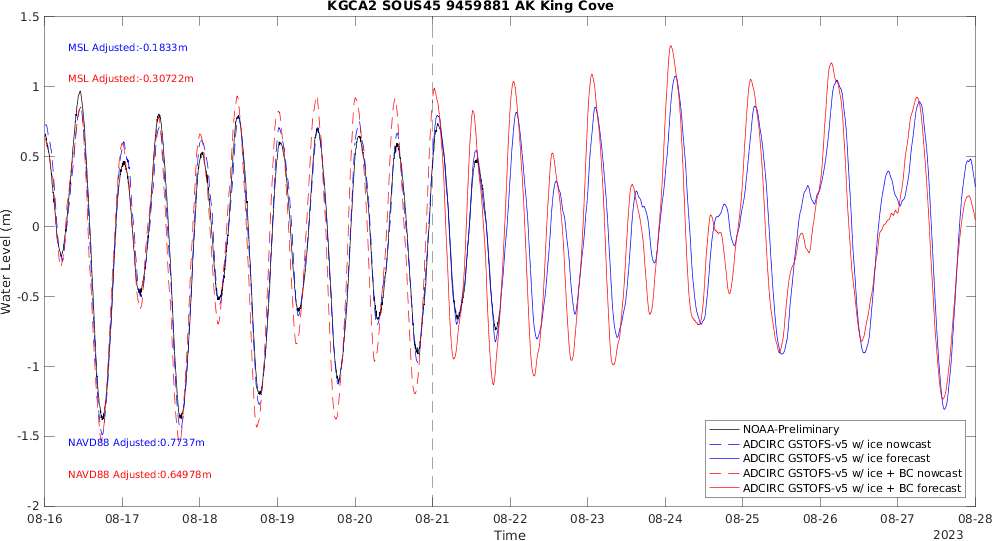 KGCA2 SOUS45 9459881 AK King Cove
1.5
MSL Adjusted:-0.1833m
MSL Adjusted:-0.30722m
1
0.5
0
-0.5
-1
-1.5
-2
Water Level (m)
NAVD88 Adjusted:0.7737m
NAVD88 Adjusted:0.64978m
NOAA-Preliminary
ADCIRC GSTOFS-v5 w/ ice nowcast
ADCIRC GSTOFS-v5 w/ ice forecast
ADCIRC GSTOFS-v5 w/ ice + BC nowcast
ADCIRC GSTOFS-v5 w/ ice + BC forecast
08-16 08-17 08-18 08-19 08-20 08-21 08-22 08-23 08-24 08-25 08-26 08-27 08-28
Time
2023